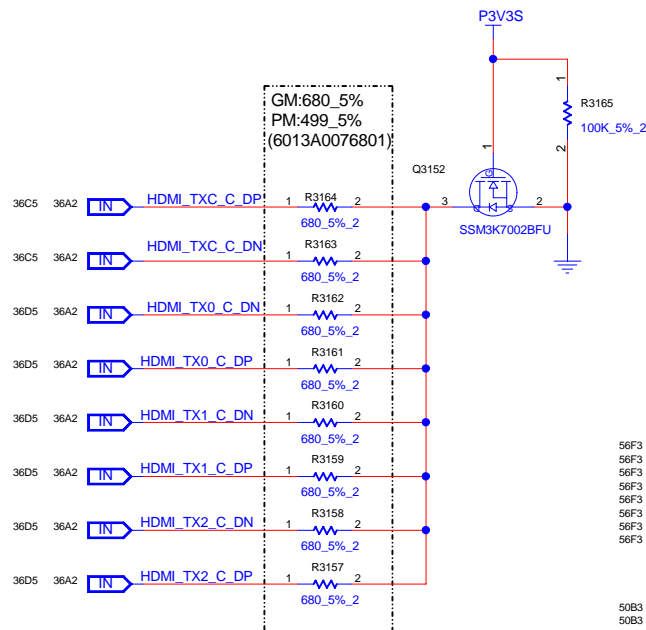 P3V3S
GM:680_5%
PM:499_5%
(6013A0076801)
1
R3165
100K_5%_2
2
Q3152
1
G
3
D
S
2
SSM3K7002BFU
36C5 36A2 IN HDMI_TXC_C_DP 1 R3164 2
680_5%_2
36C5 36A2 IN HDMI_TXC_C_DN 1 R3163 2
680_5%_2
36D5 36A2 IN HDMI_TX0_C_DN 1 R3162 2
680_5%_2
36D5 36A2 IN HDMI_TX0_C_DP 1 R3161 2
680_5%_2
36D5 36A2 IN HDMI_TX1_C_DN 1 R3160 2
680_5%_2
36D5 36A2 IN HDMI_TX1_C_DP 1 R3159 2
680_5%_2
36D5 36A2 IN HDMI_TX2_C_DN 1 R3158 2
680_5%_2
36D5 36A2 IN HDMI_TX2_C_DP 1 R3157 2
680_5%_2
56F3
56F3
56F3
56F3
56F3
56F3
56F3
56F3
50B3
50B3